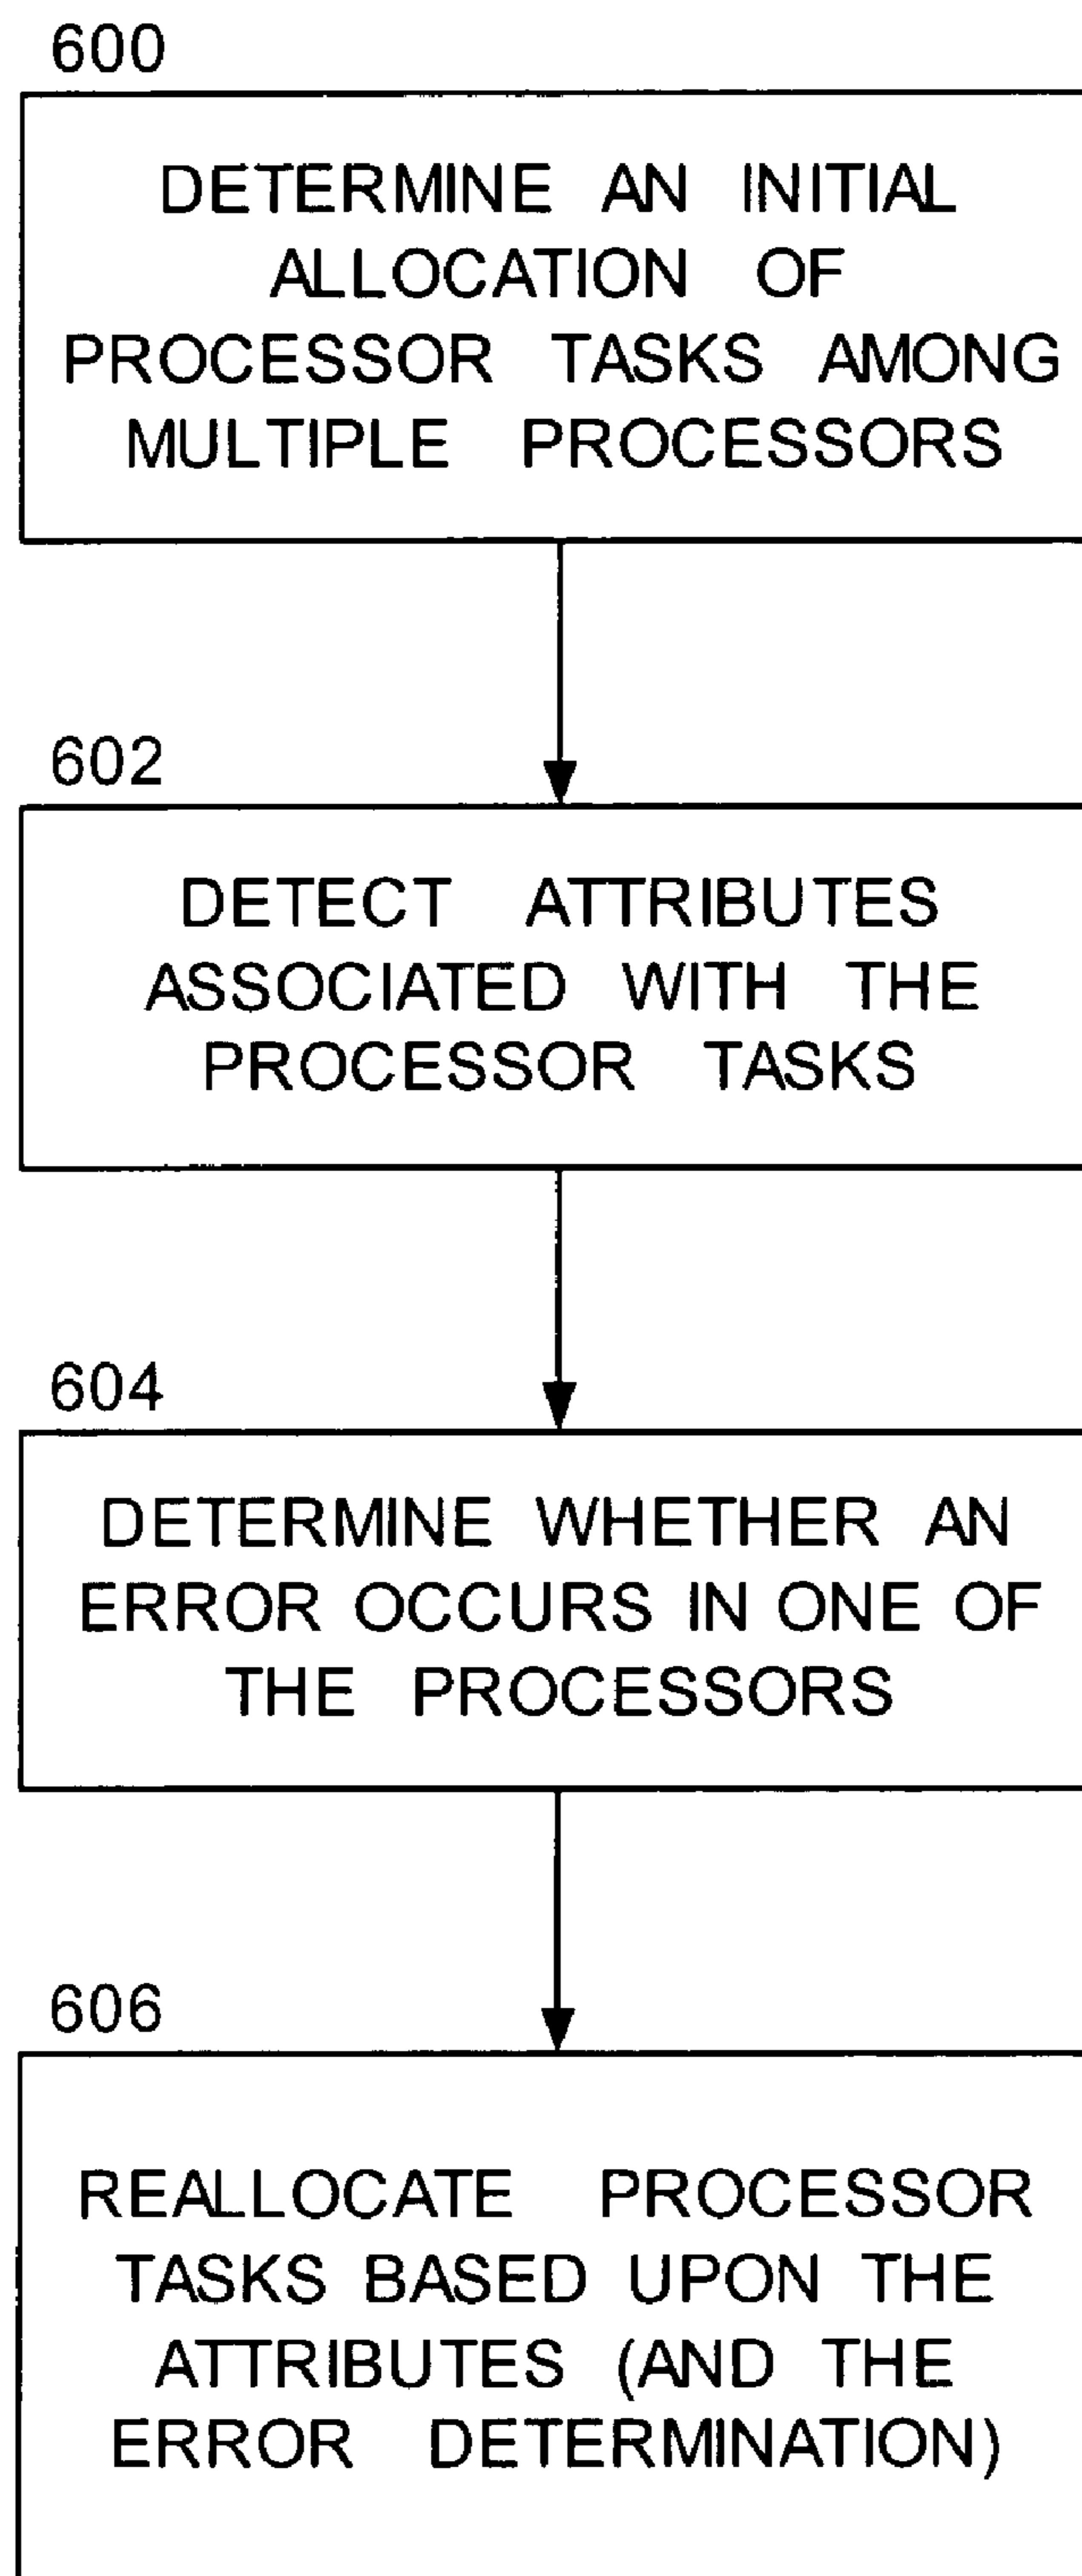 600
DETERMINE AN INITIAL
ALLOCATION OF
PROCESSOR TASKS AMONG
MULTIPLE PROCESSORS
602
DETECT ATTRIBUTES
ASSOCIATED WITH THE
PROCESSOR TASKS
604
DETERMINE WHETHER AN
ERROR OCCURS IN ONE OF
THE PROCESSORS
606
REALLOCATE PROCESSOR
TASKS BASED UPON THE
ATTRIBUTES (AND THE
ERROR DETERMINATION)